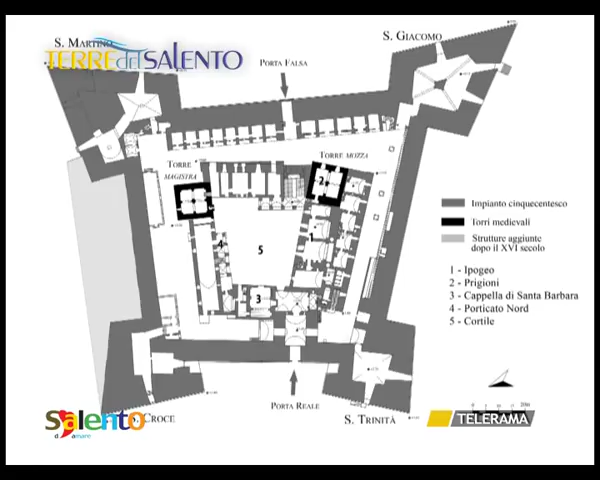 S. MARTINO
TERRE del SALENTO
PORTA FALSA
S. GIACOMO
TORRE MAGISTRA
TORRE MOZZA
2
1
4
5
3
Impianto cinquecentesco
Torri medievali
Strutture aggiunte
dopo il XVI secolo
1 - Ipogeo
2 - Prigioni
3 - Cappella di Santa Barbara
4 - Porticato Nord
5 - Cortile
PORTA REALE
S. CROCE
S. TRINITÀ
Salento
d'amare
TELERAMA